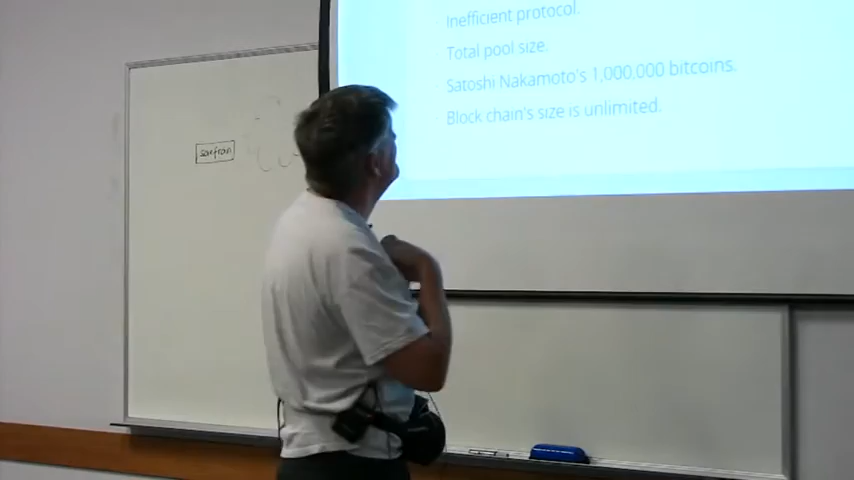 Inefficient protocol.
Total pool size.
Satoshi Nakamoto's 1,000,000 bitcoins.
Block chain's size is unlimited.